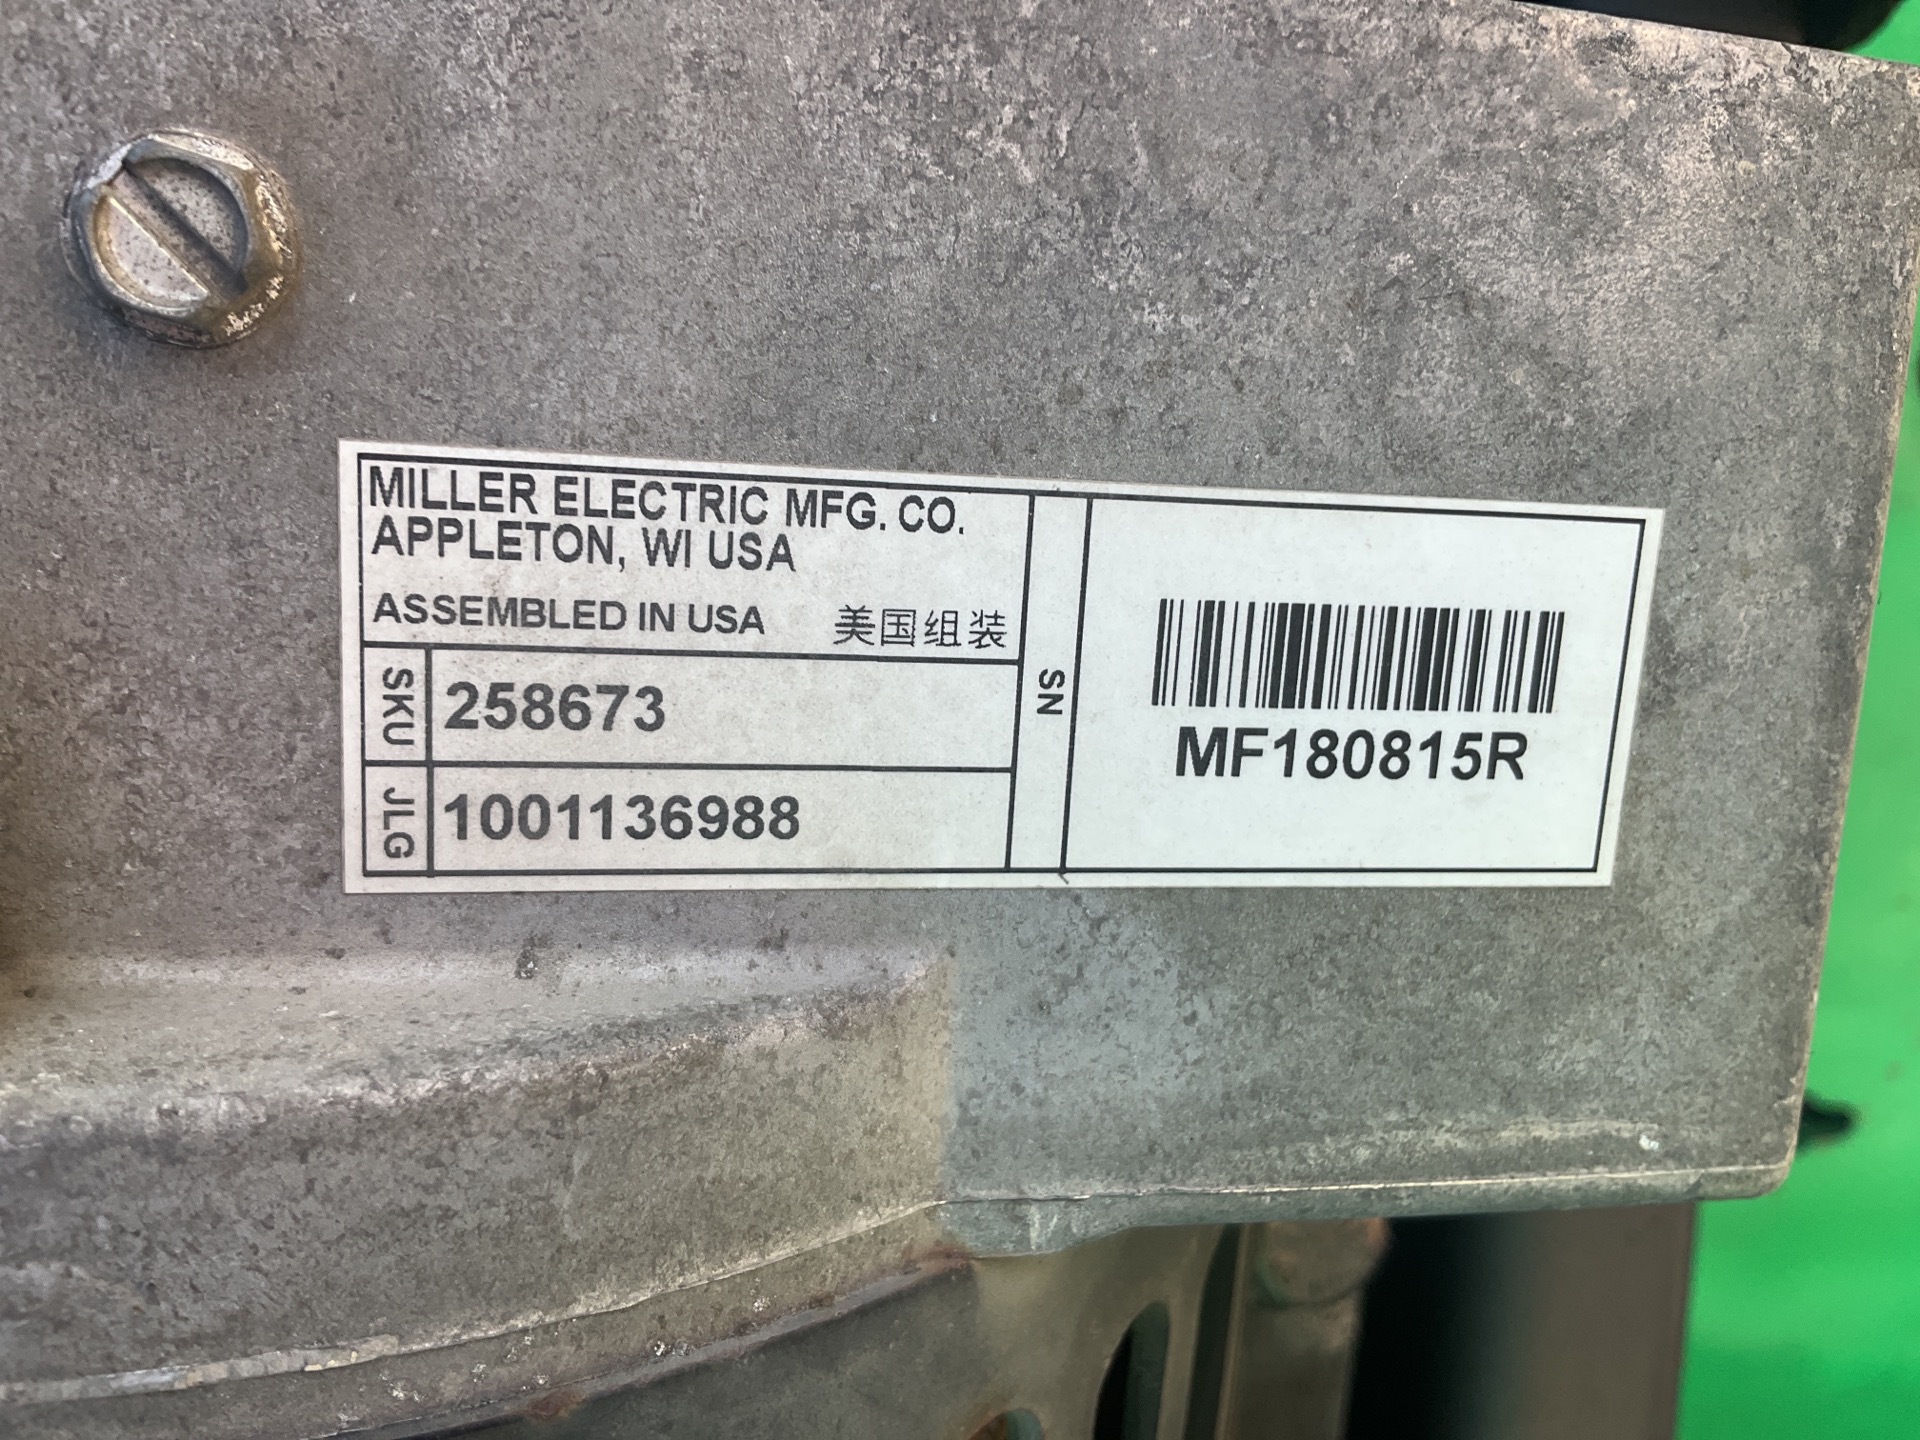 MILLER ELECTRIC MFG. CO.
APPLETON, WI USA
ASSEMBLED IN USA 美国组装
SKU 258673
JLG 1001136988
SN
MF180815R